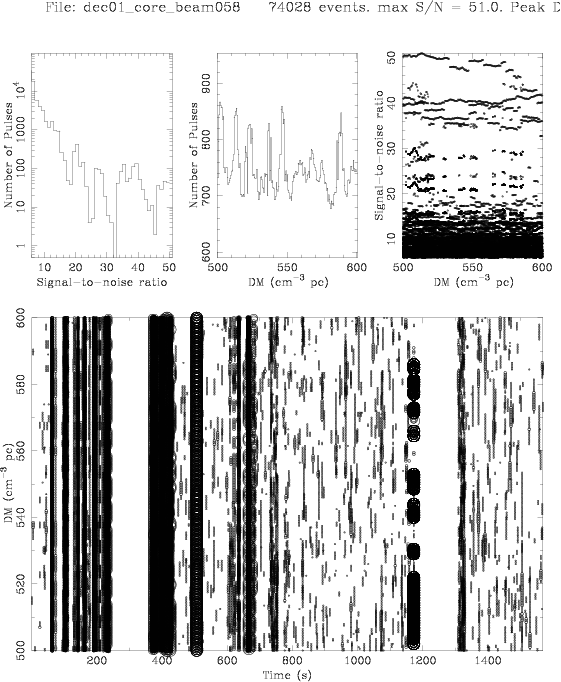 File: dec01_core_beam058 74028 events. max S/N = 51.0. Peak D
Number of Pulses
1 10 100 1000 10^4
10 20 30 40 50
Signal-to-noise ratio
Number of Pulses
600 700 800 900
500 550 600
DM (cm^-3 pc)
Signal-to-noise ratio
10 20 30 40 50
500 550 600
DM (cm^-3 pc)
DM (cm^-3 pc)
500 520 540 560 580 600
200 400 600 800 1000 1200 1400
Time (s)